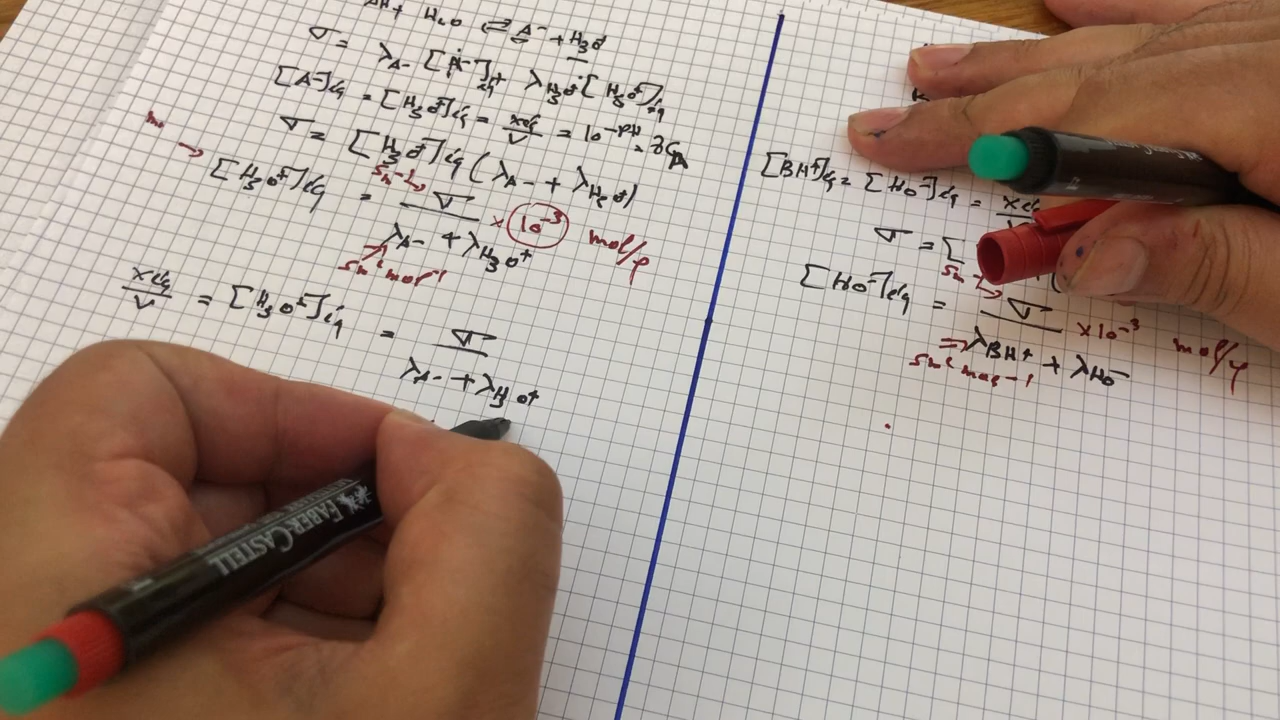 AH + H₂O ⇌ A⁻ + H₃O⁺
σ = λA⁻ [A⁻]éq + λH₃O⁺ [H₃O⁺]éq
[A⁻]éq = [H₃O⁺]éq = xéq/V = 10⁻ᵖᴴ =
σ = [H₃O⁺]éq (λA⁻ + λH₃O⁺)
→ [H₃O⁺]éq = σ / (λA⁻ + λH₃O⁺) × 10⁻³ mol/l
Sm⁻¹
Sm² mol⁻¹
xéq/V = [H₃O⁺]éq = σ / (λA⁻ + λH₃O⁺)
[BH⁺]éq = [HO⁻]éq = xéq
σ = [
Sm⁻¹
[HO⁻]éq = σ / (λBH⁺ + λHO⁻) × 10⁻³ mol/l
Sm² mol⁻¹
FABER CASTELL